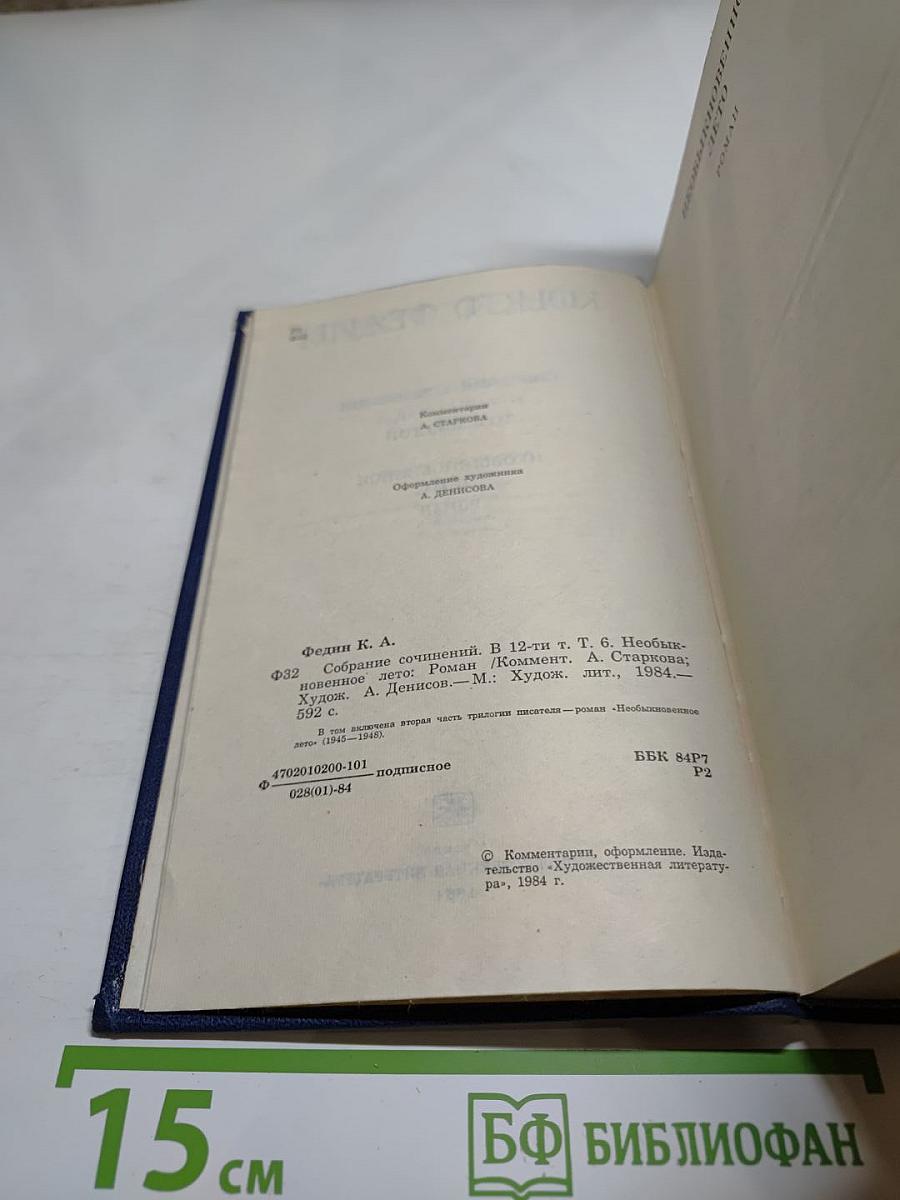 Комментарии
А. СТАРКОВА
Оформление художника
А. ДЕНИСОВА
Федин К. А.
Ф32 Собрание сочинений. В 12-ти т. Т. 6. Необык-
новенное лето: Роман /Коммент. А. Старкова;
Худож. А. Денисов.— М.: Худож. лит., 1984.—
592 с.
В том включена вторая часть трилогии писателя — роман «Необыкновенное
лето» (1945—1948).
Ф 4702010200-101 подписное
028(01)-84
ББК 84Р7
Р2
© Комментарии, оформление. Изда-
тельство «Художественная литерату-
ра», 1984 г.
ЛЕТО
РОМАН
15 см
БФ БИБЛИОФАН